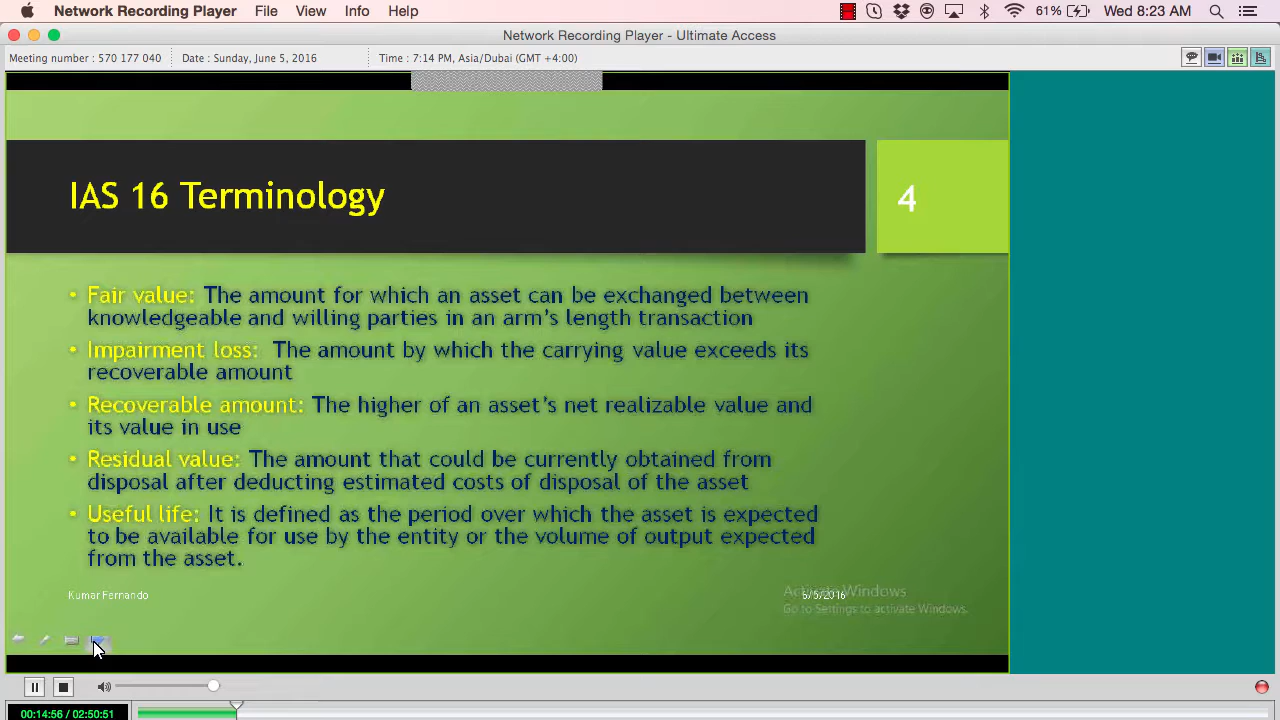 Network Recording Player File View Info Help 61% Wed 8:23 AM
Network Recording Player - Ultimate Access
Meeting number : 570 177 040 Date : Sunday, June 5, 2016 Time : 7:14 PM, Asia/Dubai (GMT +4:00)
IAS 16 Terminology
4
• Fair value: The amount for which an asset can be exchanged between
knowledgeable and willing parties in an arm's length transaction
• Impairment loss: The amount by which the carrying value exceeds its
recoverable amount
• Recoverable amount: The higher of an asset's net realizable value and
its value in use
• Residual value: The amount that could be currently obtained from
disposal after deducting estimated costs of disposal of the asset
• Useful life: It is defined as the period over which the asset is expected
to be available for use by the entity or the volume of output expected
from the asset.
Kumar Fernando
6/5/2016
Activate Windows
Go to Settings to activate Windows.
00:14:56 / 02:50:51